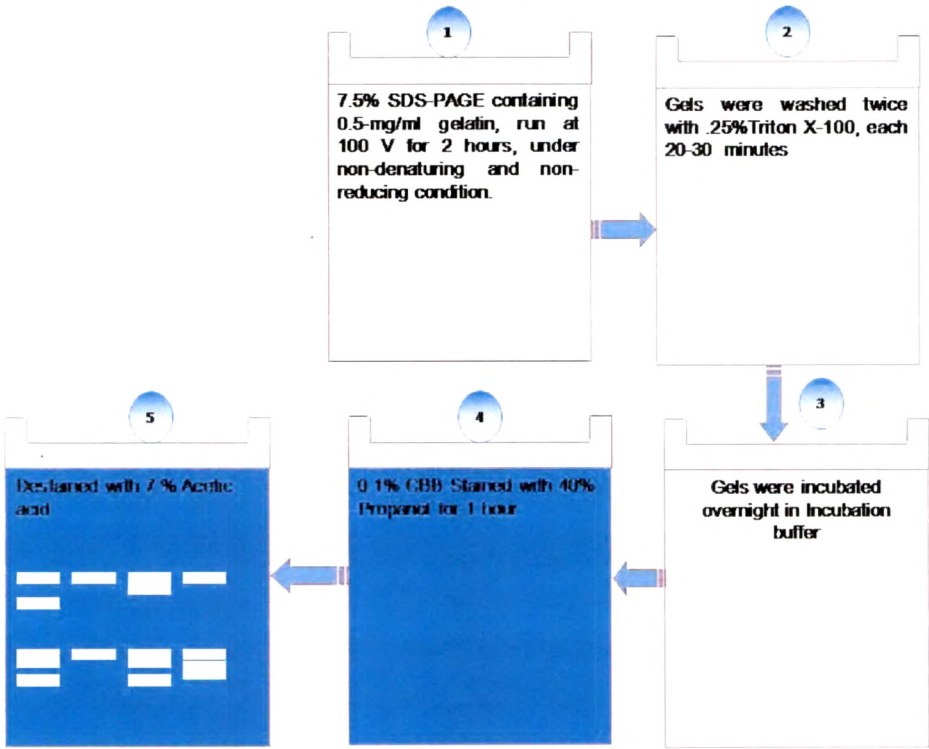 1
7.5% SDS-PAGE containing
0.5-mg/ml gelatin, run at
100 V for 2 hours, under
non-denaturing and non-
reducing condition.
2
Gels were washed twice
with .25%Triton X-100, each
20-30 minutes
3
Gels were incubated
overnight in Incubation
buffer
4
0.1% CBB Stained with 40%
Propanol for 1 hour
5
Destained with 7 % Acetic
acid